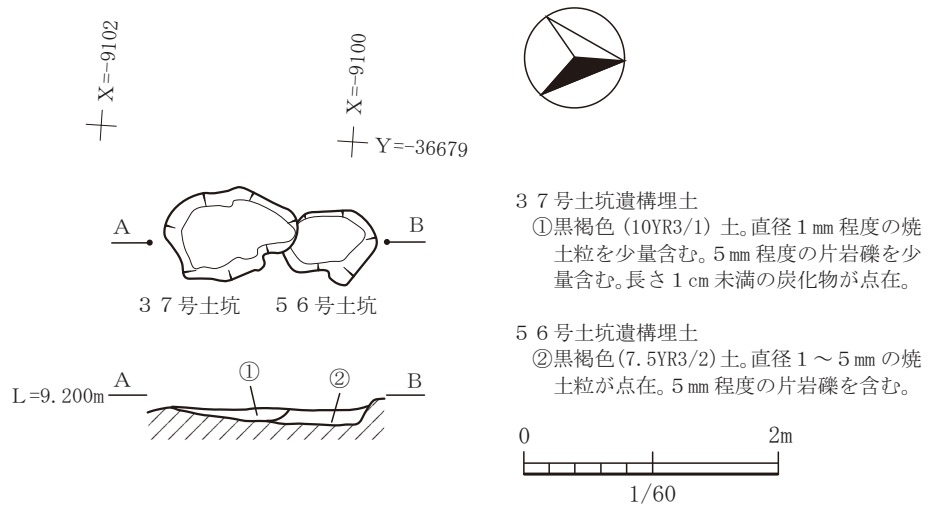 X=-9102
X=-9100
Y=-36679
A
B
37号土坑 56号土坑
L=9.200m
A
①
②
B
37号土坑遺構埋土
①黒褐色(10YR3/1)土。直径1mm程度の焼
土粒を少量含む。5mm程度の片岩礫を少
量含む。長さ1cm未満の炭化物が点在。
56号土坑遺構埋土
②黒褐色(7.5YR3/2)土。直径1～5mmの焼
土粒が点在。5mm程度の片岩礫を含む。
0
2m
1/60